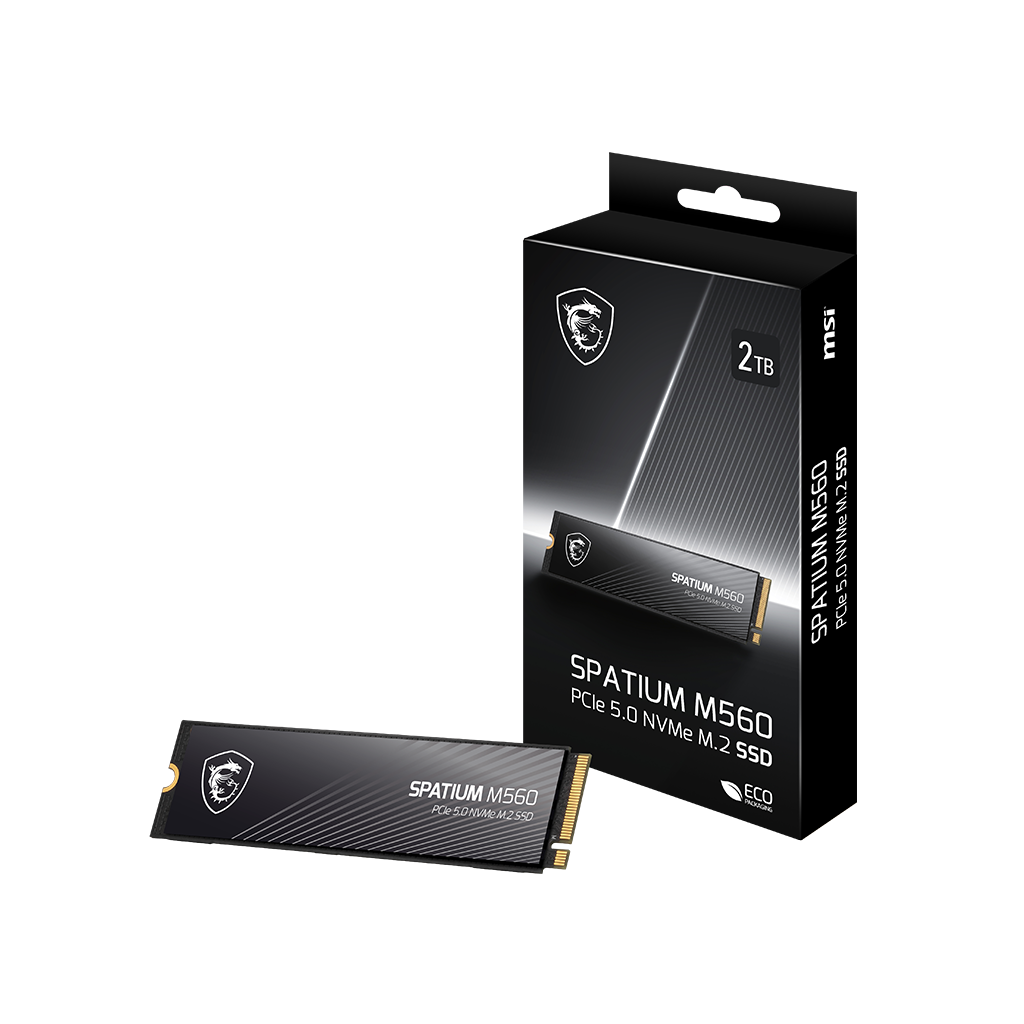 2TB
SPATIUM M560
PCIe 5.0 NVMe M.2 SSD
SPATIUM M560
PCIe 5.0 NVMe M.2 SSD
ECO
PACKAGING
msi
SPATIUM M560
PCIe 5.0 NVMe M.2 SSD
SPATIUM M560
PCIe 5.0 NVMe M.2 SSD